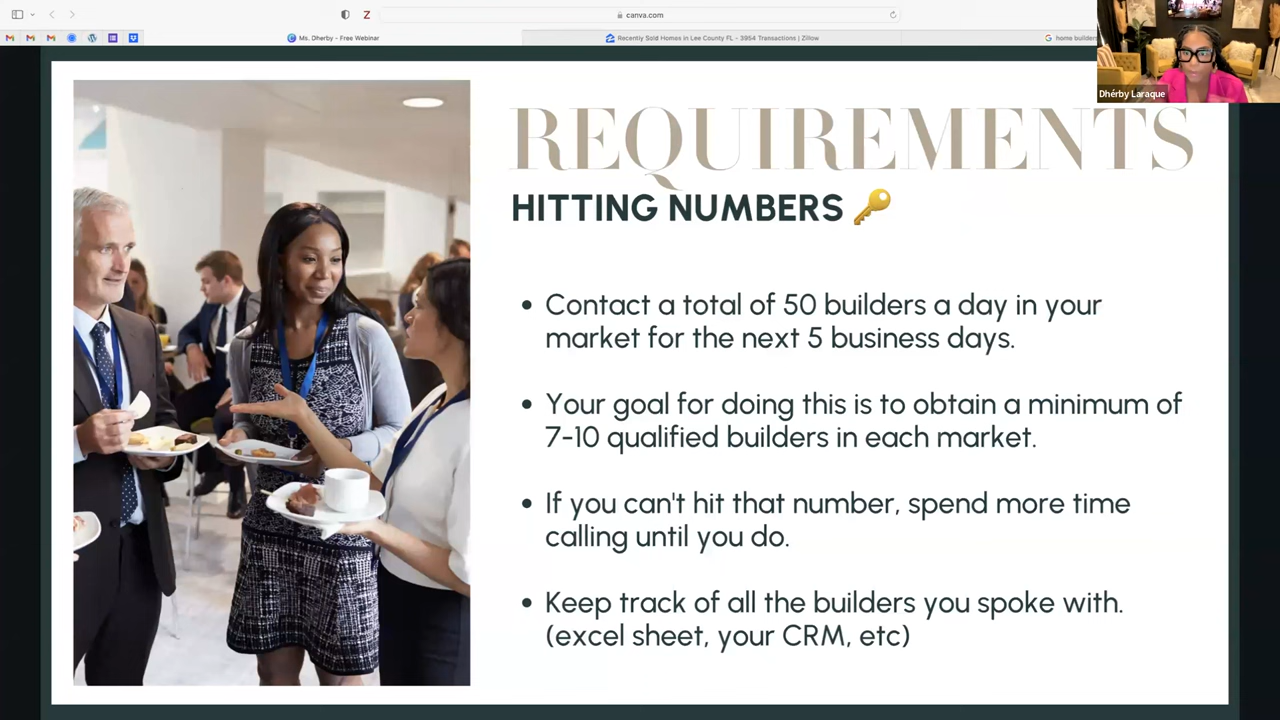 canva.com
Ms. Dherby - Free Webinar
Recently Sold Homes in Lee County FL - 3954 Transactions | Zillow
home builders
Dhérby Laraque
REQUIREMENTS
HITTING NUMBERS
• Contact a total of 50 builders a day in your
market for the next 5 business days.
• Your goal for doing this is to obtain a minimum of
7-10 qualified builders in each market.
• If you can't hit that number, spend more time
calling until you do.
• Keep track of all the builders you spoke with.
(excel sheet, your CRM, etc)